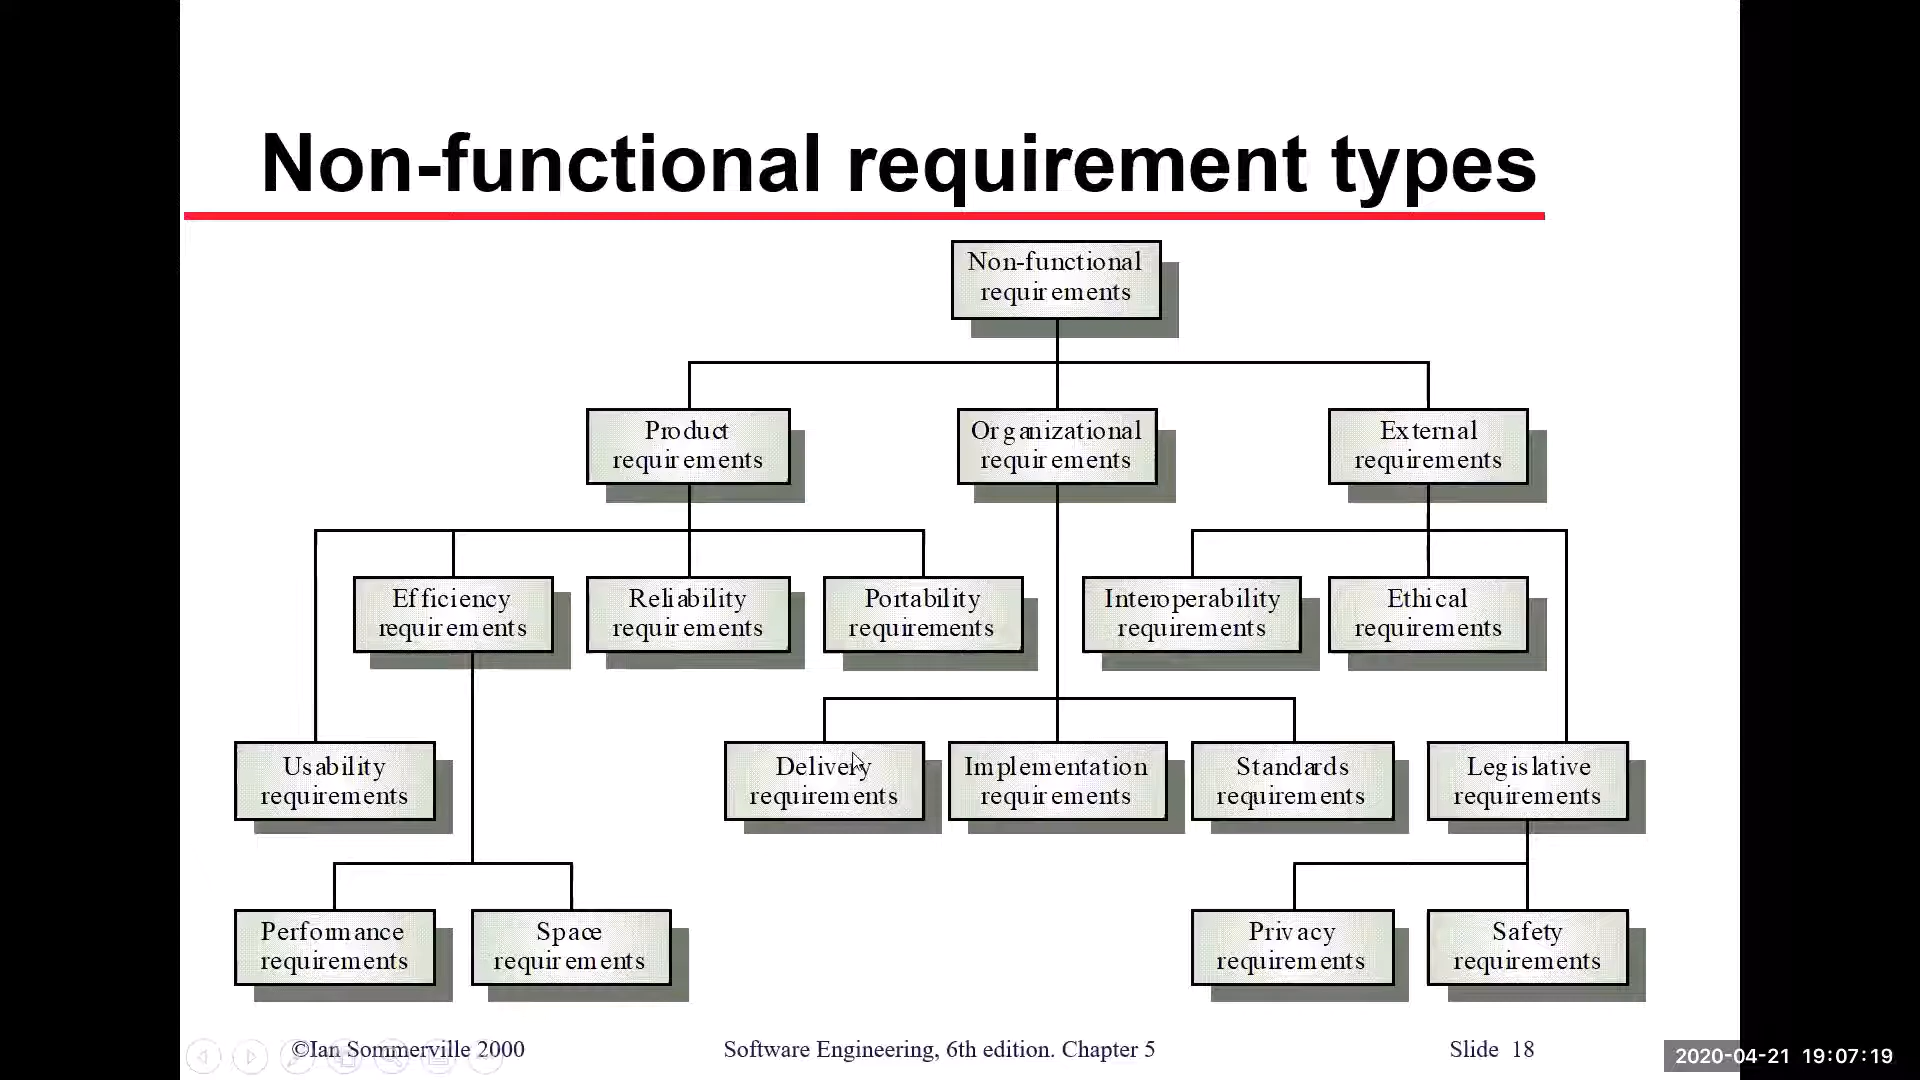 Non-functional requirement types
Non-functional
requirements
Product
requirements
Organizational
requirements
External
requirements
Efficiency
requirements
Reliability
requirements
Portability
requirements
Interoperability
requirements
Ethical
requirements
Usability
requirements
Delivery
requirements
Implementation
requirements
Standards
requirements
Legislative
requirements
Performance
requirements
Space
requirements
Privacy
requirements
Safety
requirements
©Ian Sommerville 2000
Software Engineering, 6th edition. Chapter 5
Slide 18
2020-04-21 19:07:19